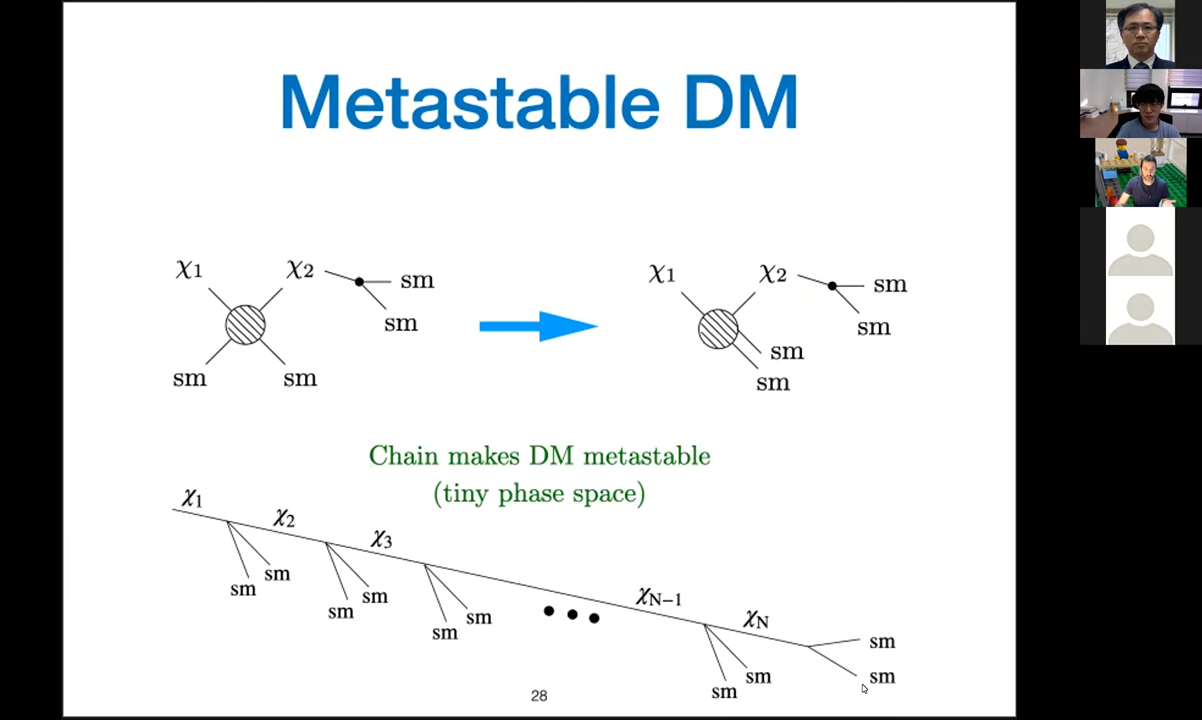 Metastable DM
χ1 χ2 sm
sm
sm sm
χ1 χ2 sm
sm
sm
sm
Chain makes DM metastable
(tiny phase space)
χ1
χ2
χ3
sm sm
sm sm
sm sm
χN−1
χN
sm
sm
sm
sm
28